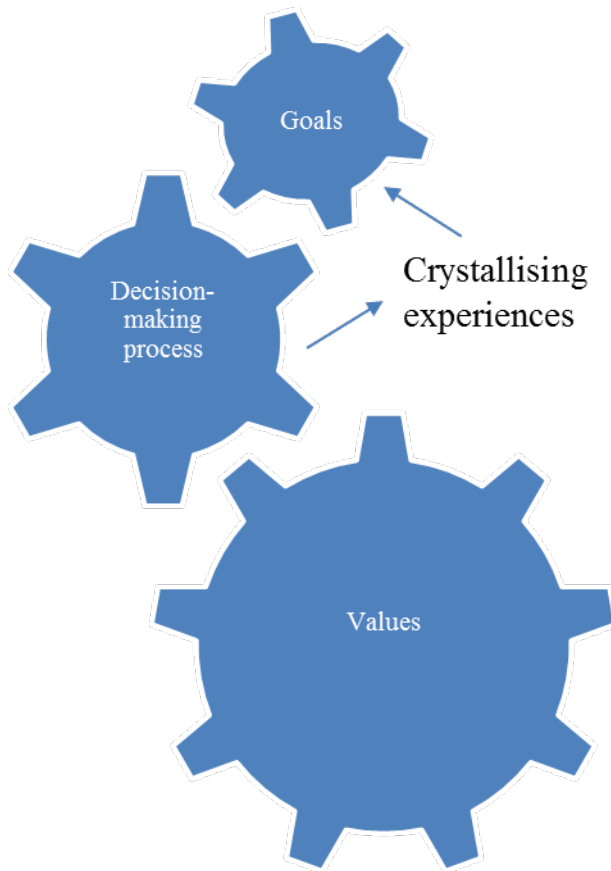 Goals
Decision-
making
process
Crystallising
experiences
Values